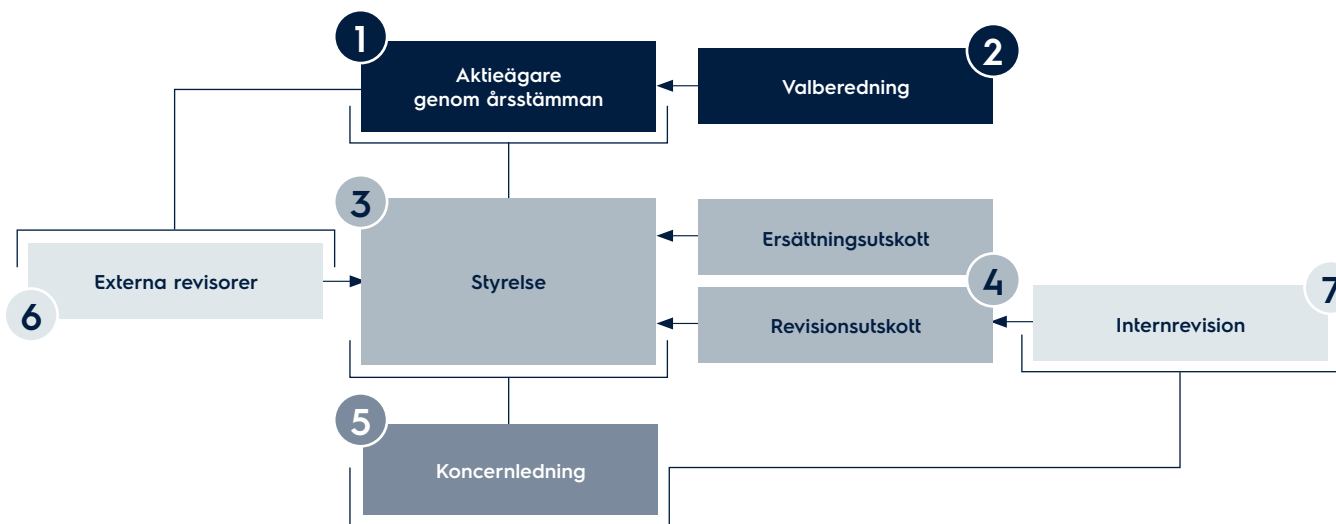 1
Aktieägare
genom årsstämman
2
Valberedning
3
Styrelse
Ersättningsutskott
4
Revisionsutskott
Externa revisorer
6
7
Internrevision
5
Koncernledning